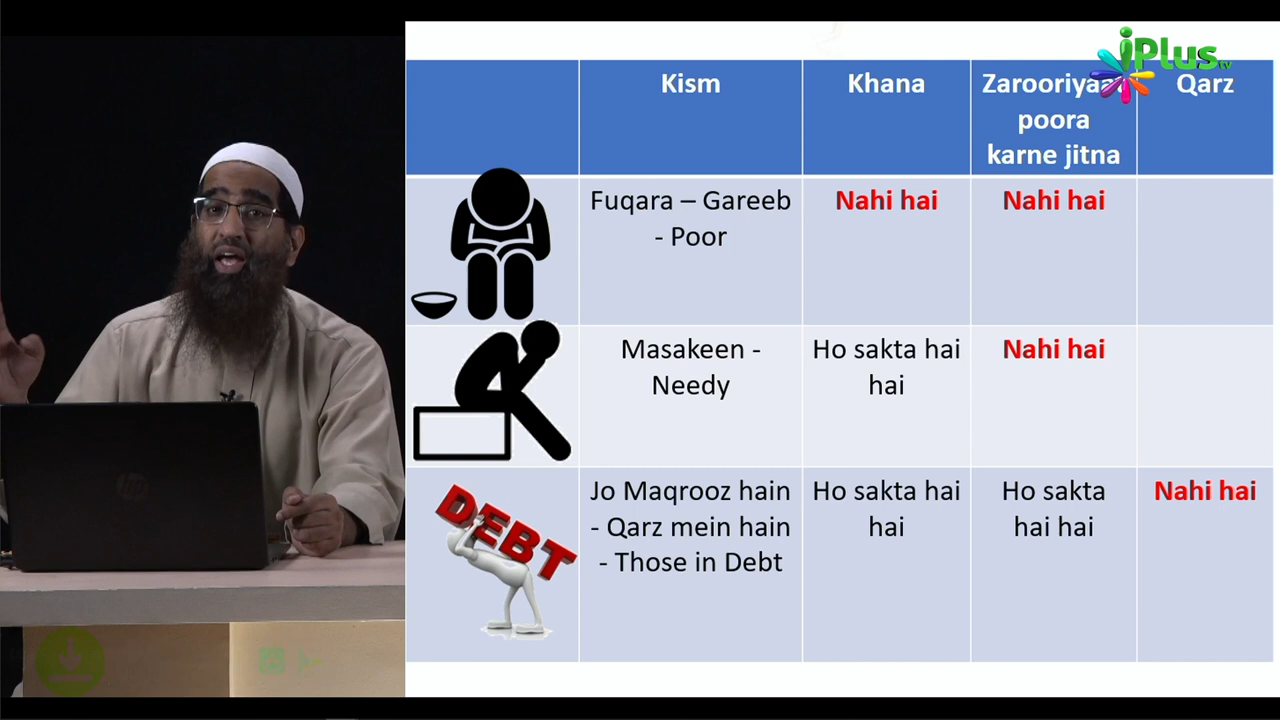 iPlus tv
Kism
Khana
Zarooriyaat
poora
karne jitna
Qarz
Fuqara – Gareeb
- Poor
Nahi hai
Nahi hai
Masakeen -
Needy
Ho sakta hai
hai
Nahi hai
DEBT
Jo Maqrooz hain
- Qarz mein hain
- Those in Debt
Ho sakta hai
hai
Ho sakta
hai hai
Nahi hai